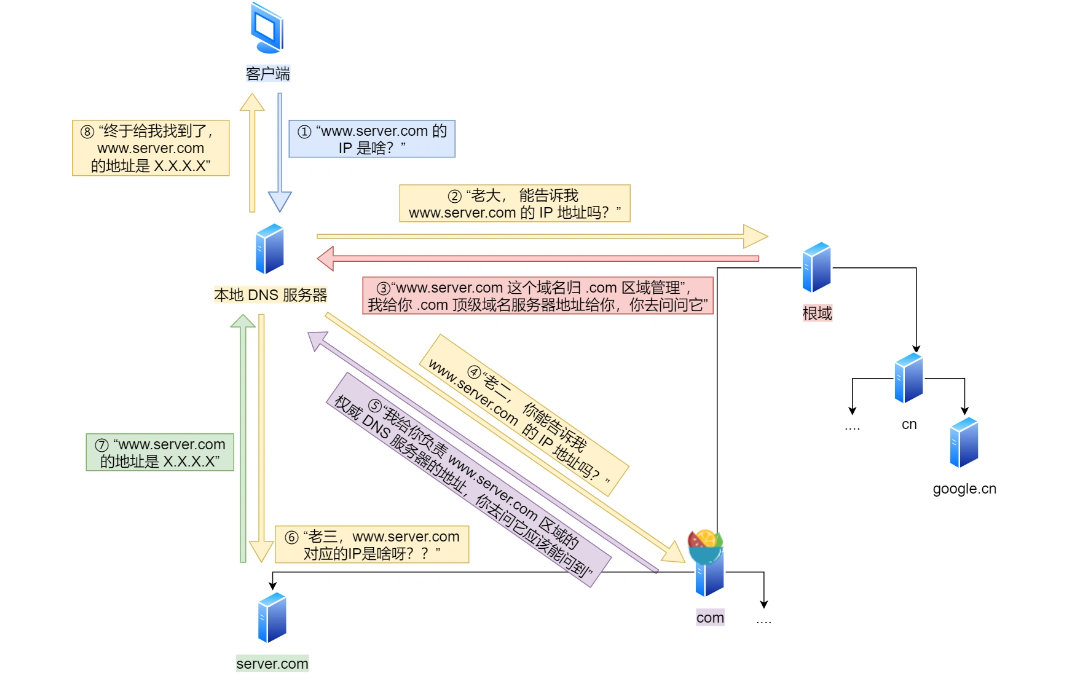 客户端
⑧ “终于给我找到了，
www.server.com
的地址是 X.X.X.X”
① “www.server.com 的
IP 是啥？”
② “老大， 能告诉我
www.server.com 的 IP 地址吗？”
本地 DNS 服务器
③“www.server.com 这个域名归 .com 区域管理”，
我给你 .com 顶级域名服务器地址给你，你去问问它”
根域
④“老二， 你能告诉我
www.server.com 的 IP 地址吗？”
⑤“我给你负责 www.server.com 区域的
权威 DNS 服务器的地址，你去问它应该能问到”
....
cn
google.cn
⑦ “www.server.com
的地址是 X.X.X.X”
⑥ “老三，www.server.com
对应的IP是啥呀？？”
com
....
server.com